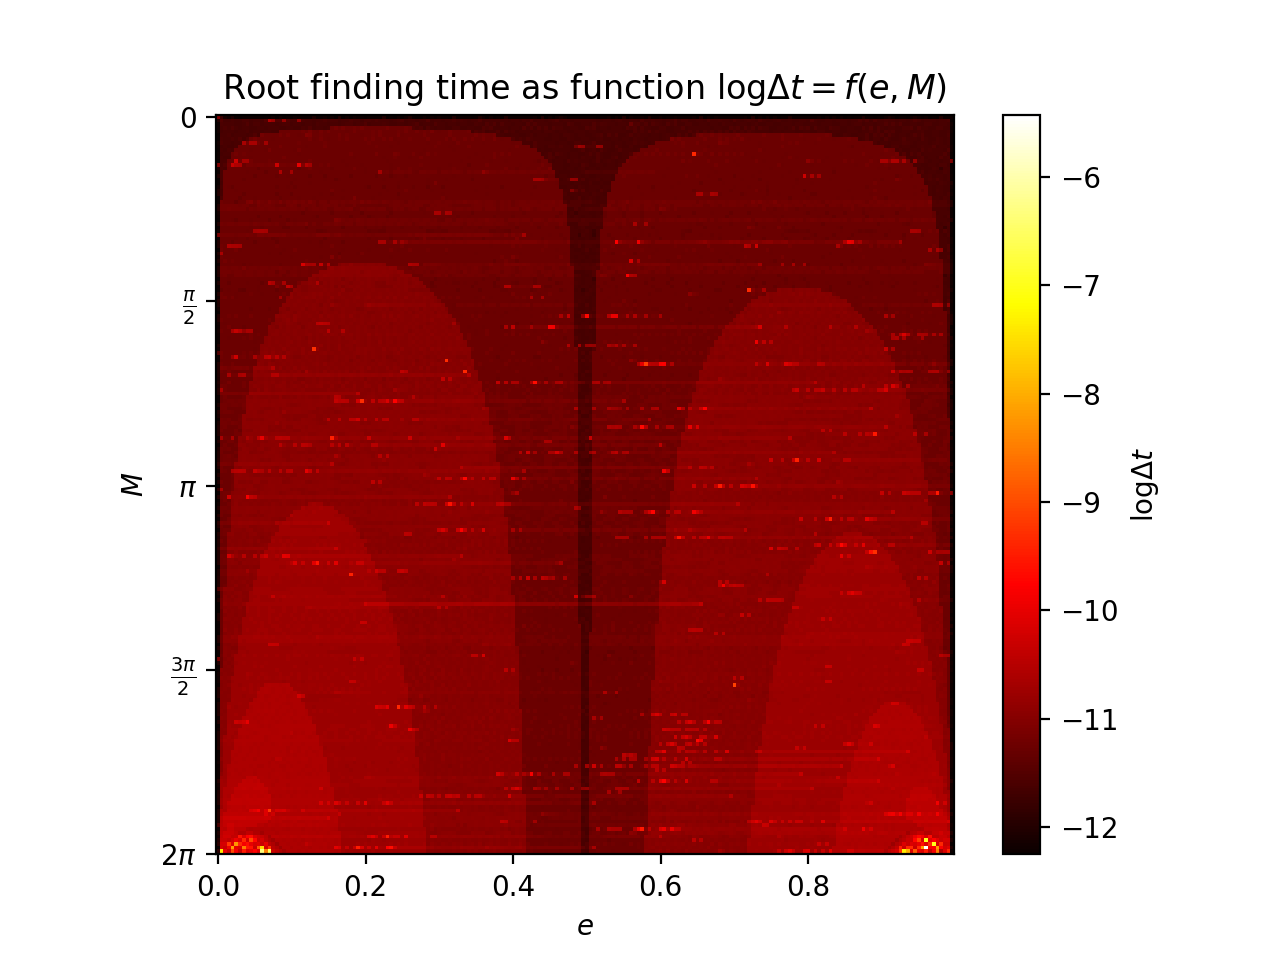 Root finding time as function logΔt = f(e, M)
0
π/2
π
3π/2
2π
M
0.0 0.2 0.4 0.6 0.8
e
−6
−7
−8
−9
−10
−11
−12
logΔt